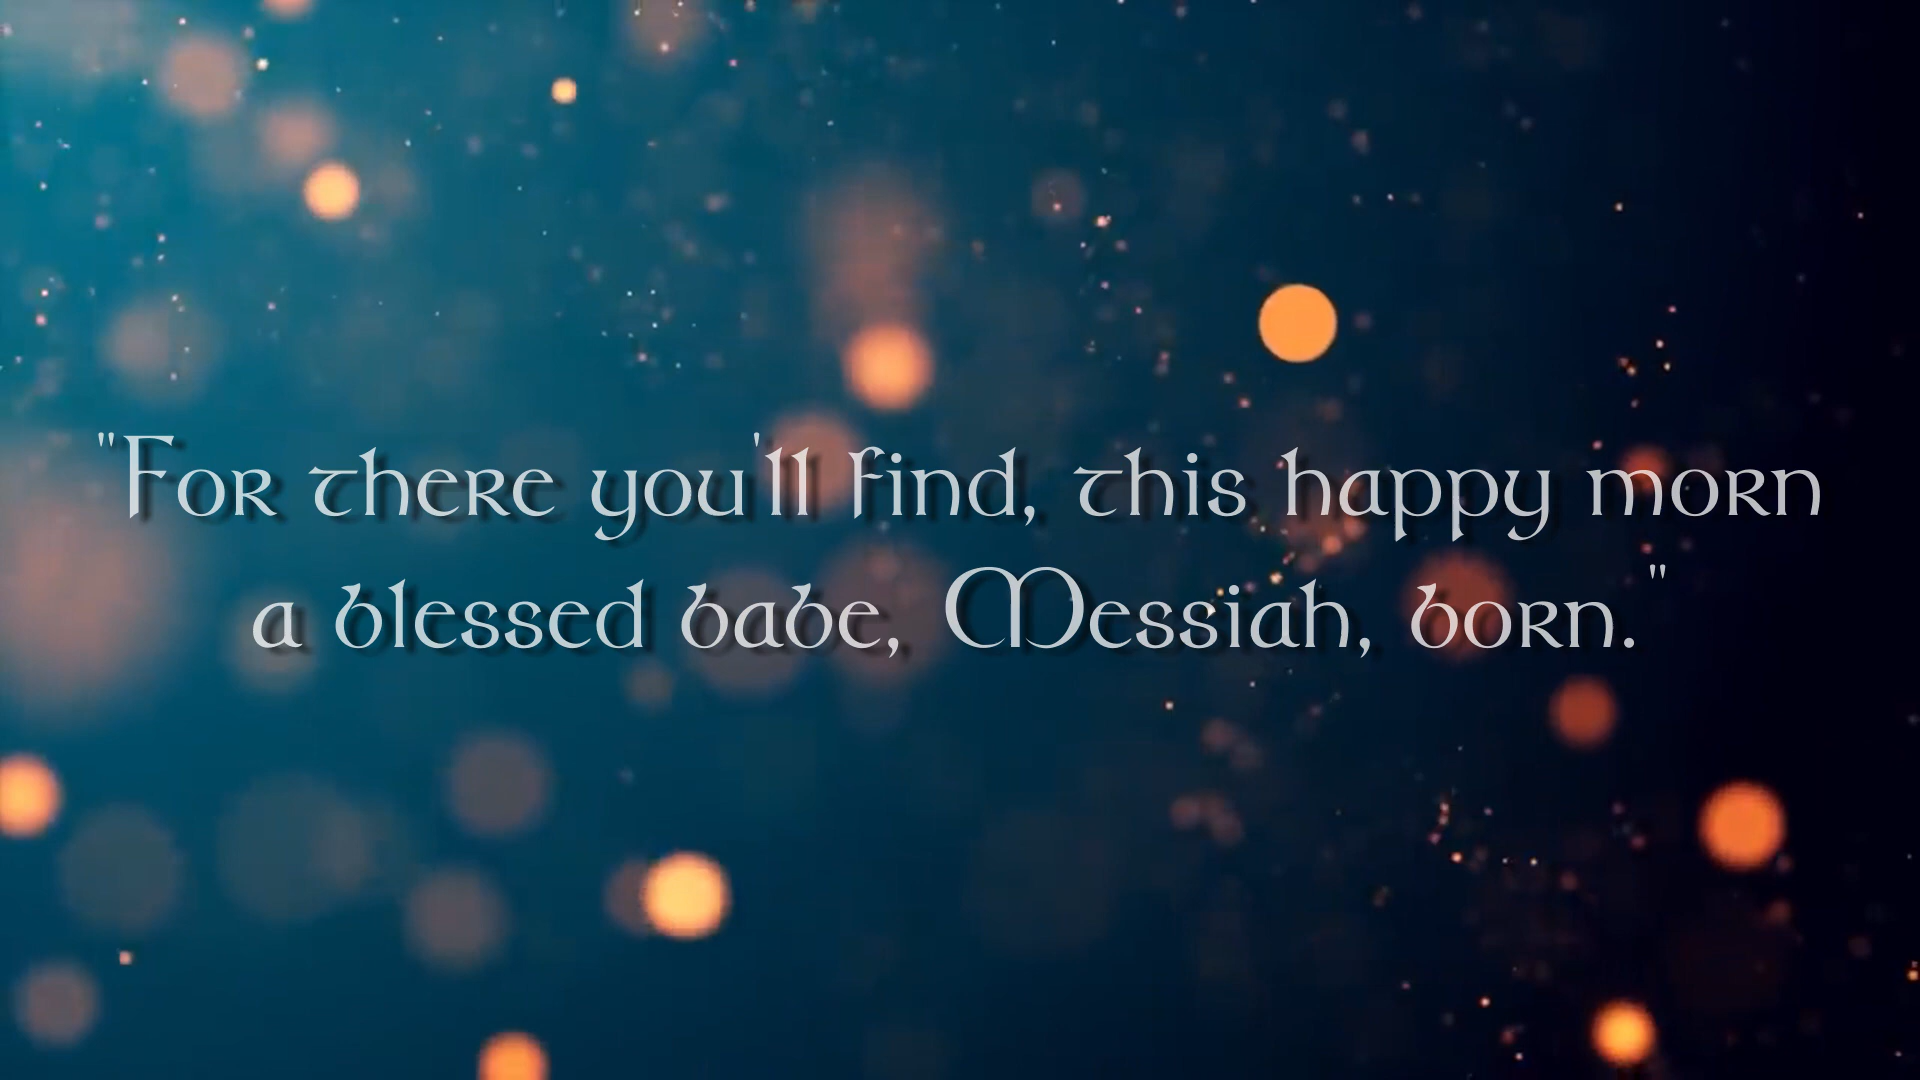 "For there you'll find, this happy morn
a blessed babe, Messiah, born."